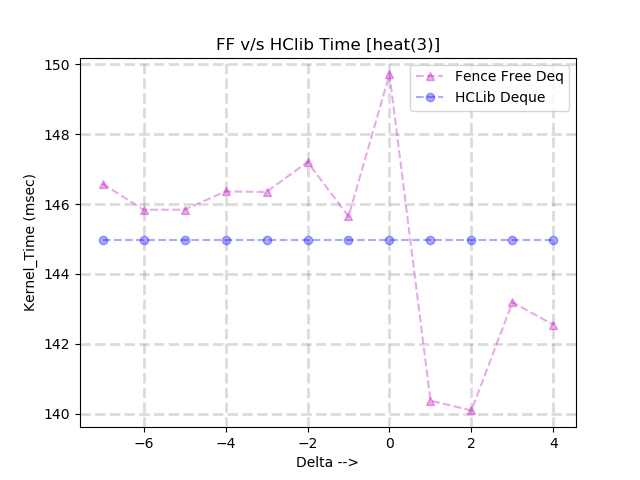 FF v/s HClib Time [heat(3)]
Fence Free Deq
HCLib Deque
Kernel_Time (msec)
150
148
146
144
142
140
−6 −4 −2 0 2 4
Delta -->